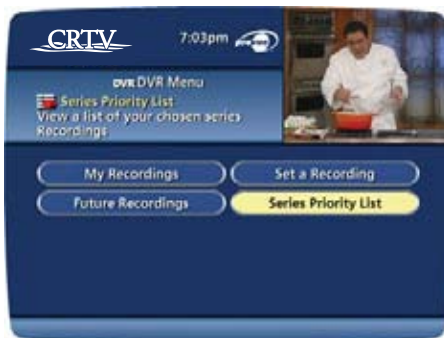 CRTV 7:03pm
DVR DVR Menu
Series Priority List
View a list of your chosen series
Recordings
My Recordings Set a Recording
Future Recordings Series Priority List